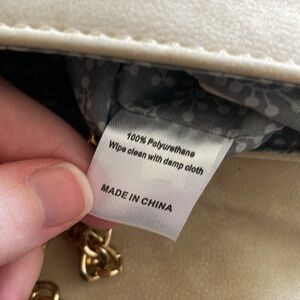 100% Polyurethane
Wipe clean with damp cloth
MADE IN CHINA